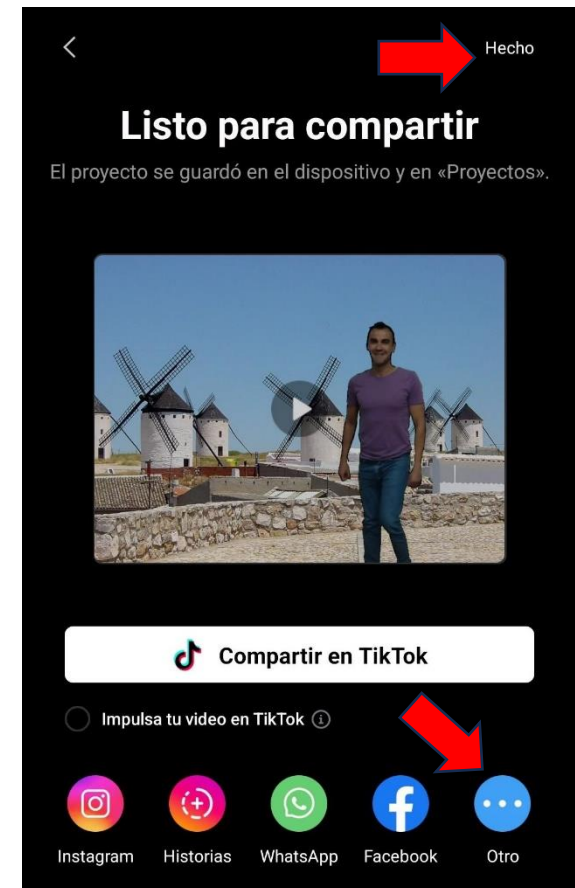 Hecho
Listo para compartir
El proyecto se guardó en el dispositivo y en «Proyectos».
Compartir en TikTok
Impulsa tu video en TikTok
Instagram Historias WhatsApp Facebook Otro